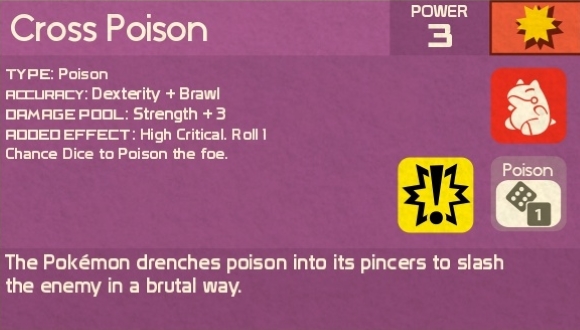 Cross Poison
POWER
3
TYPE: Poison
ACCURACY: Dexterity + Brawl
DAMAGE POOL: Strength + 3
ADDED EFFECT: High Critical. Roll 1
Chance Dice to Poison the foe.
Poison
1
The Pokémon drenches poison into its pincers to slash
the enemy in a brutal way.